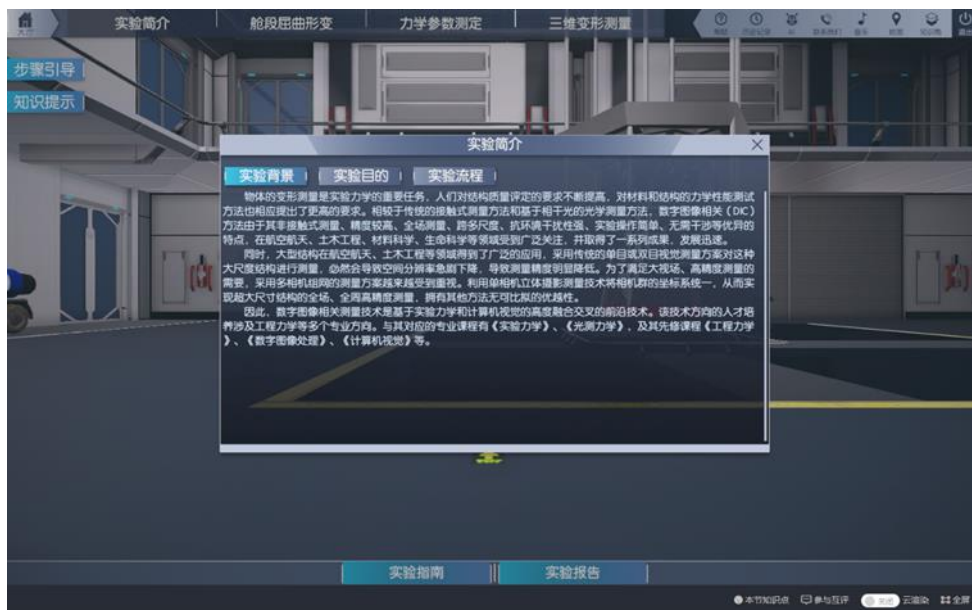 大厅
实验简介
舱段屈曲形变
力学参数测定
三维变形测量
帮助
历史记录
联系我们
音乐
地图
知识角
退出
步骤引导
知识提示
实验简介
实验背景
实验目的
实验流程
物体的变形测量是实验力学的重要任务，人们对结构质量评定的要求不断提高，对材料和结构的力学性能测试
方法也相应提出了更高的要求。相较于传统的接触式测量方法和基于相干光的光学测量方法，数字图像相关（DIC）
方法由于其非接触式测量、精度较高、全场测量、跨多尺度、抗环境干扰性强、实验操作简单、无需干涉等优异的
特点，在航空航天、土木工程、材料科学、生命科学等领域受到广泛关注，并取得了一系列成果，发展迅速。
同时，大型结构在航空航天、土木工程等领域得到了广泛的应用，采用传统的单目或双目视觉测量方案对这种
大尺度结构进行测量，必然会导致空间分辨率急剧下降，导致测量精度明显降低。为了满足大视场、高精度测量的
需要，采用多相机组网的测量方案越来越受到重视。利用单相机立体摄影测量技术将相机群的坐标系统一，从而实
现超大尺寸结构的全场、全周高精度测量，拥有其他方法无可比拟的优越性。
因此，数字图像相关测量技术是基于实验力学和计算机视觉的高度融合交叉的前沿技术。该技术方向的人才培
养涉及工程力学等多个专业方向。与其对应的专业课程有《实验力学》、《光测力学》，及其先修课程《工程力学
》、《数字图像处理》、《计算机视觉》等。
实验指南
实验报告
本节知识点
参与互评
关闭
云渲染
全屏